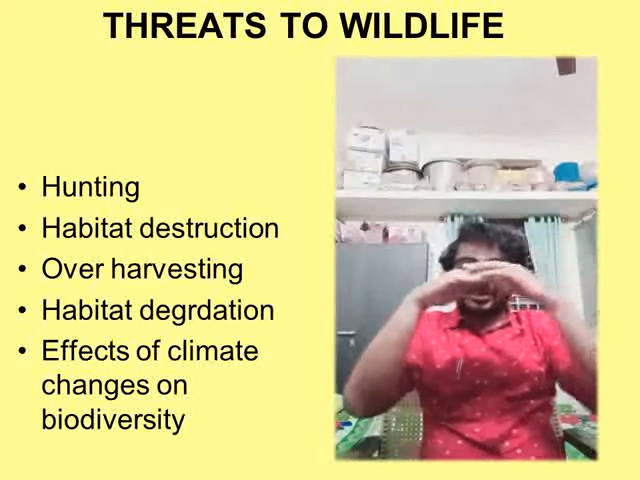 THREATS TO WILDLIFE
• Hunting
• Habitat destruction
• Over harvesting
• Habitat degrdation
• Effects of climate
changes on
biodiversity